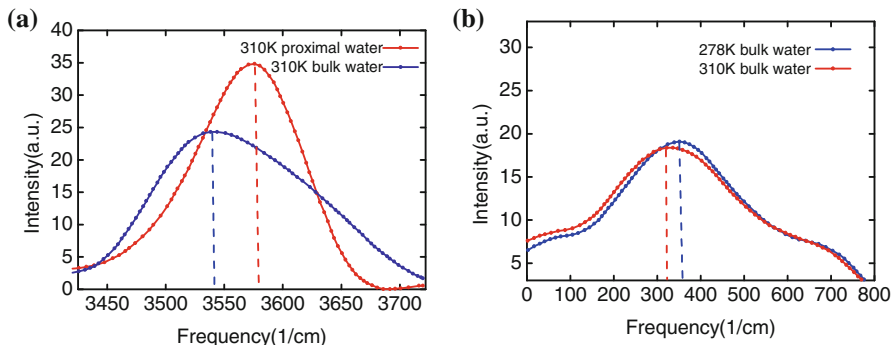 (a)
40
35
30
25
20
15
10
5
0
Intensity(a.u.)
310K proximal water
310K bulk water
3450 3500 3550 3600 3650 3700
Frequency(1/cm)
(b)
30
25
20
15
10
5
Intensity(a.u.)
278K bulk water
310K bulk water
0 100 200 300 400 500 600 700 800
Frequency(1/cm)